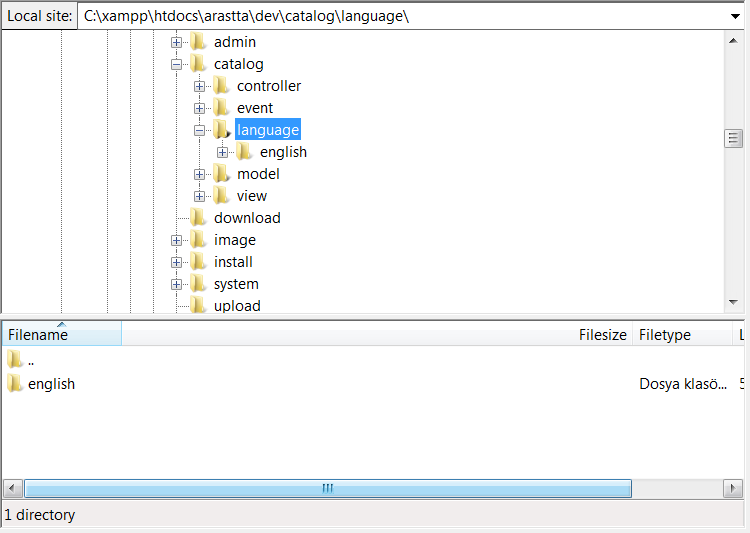 Local site: C:\xampp\htdocs\arastta\dev\catalog\language\
admin
catalog
controller
event
language
english
model
view
download
image
install
system
upload
Filename Filesize Filetype L
..
english Dosya klasö... 5
1 directory